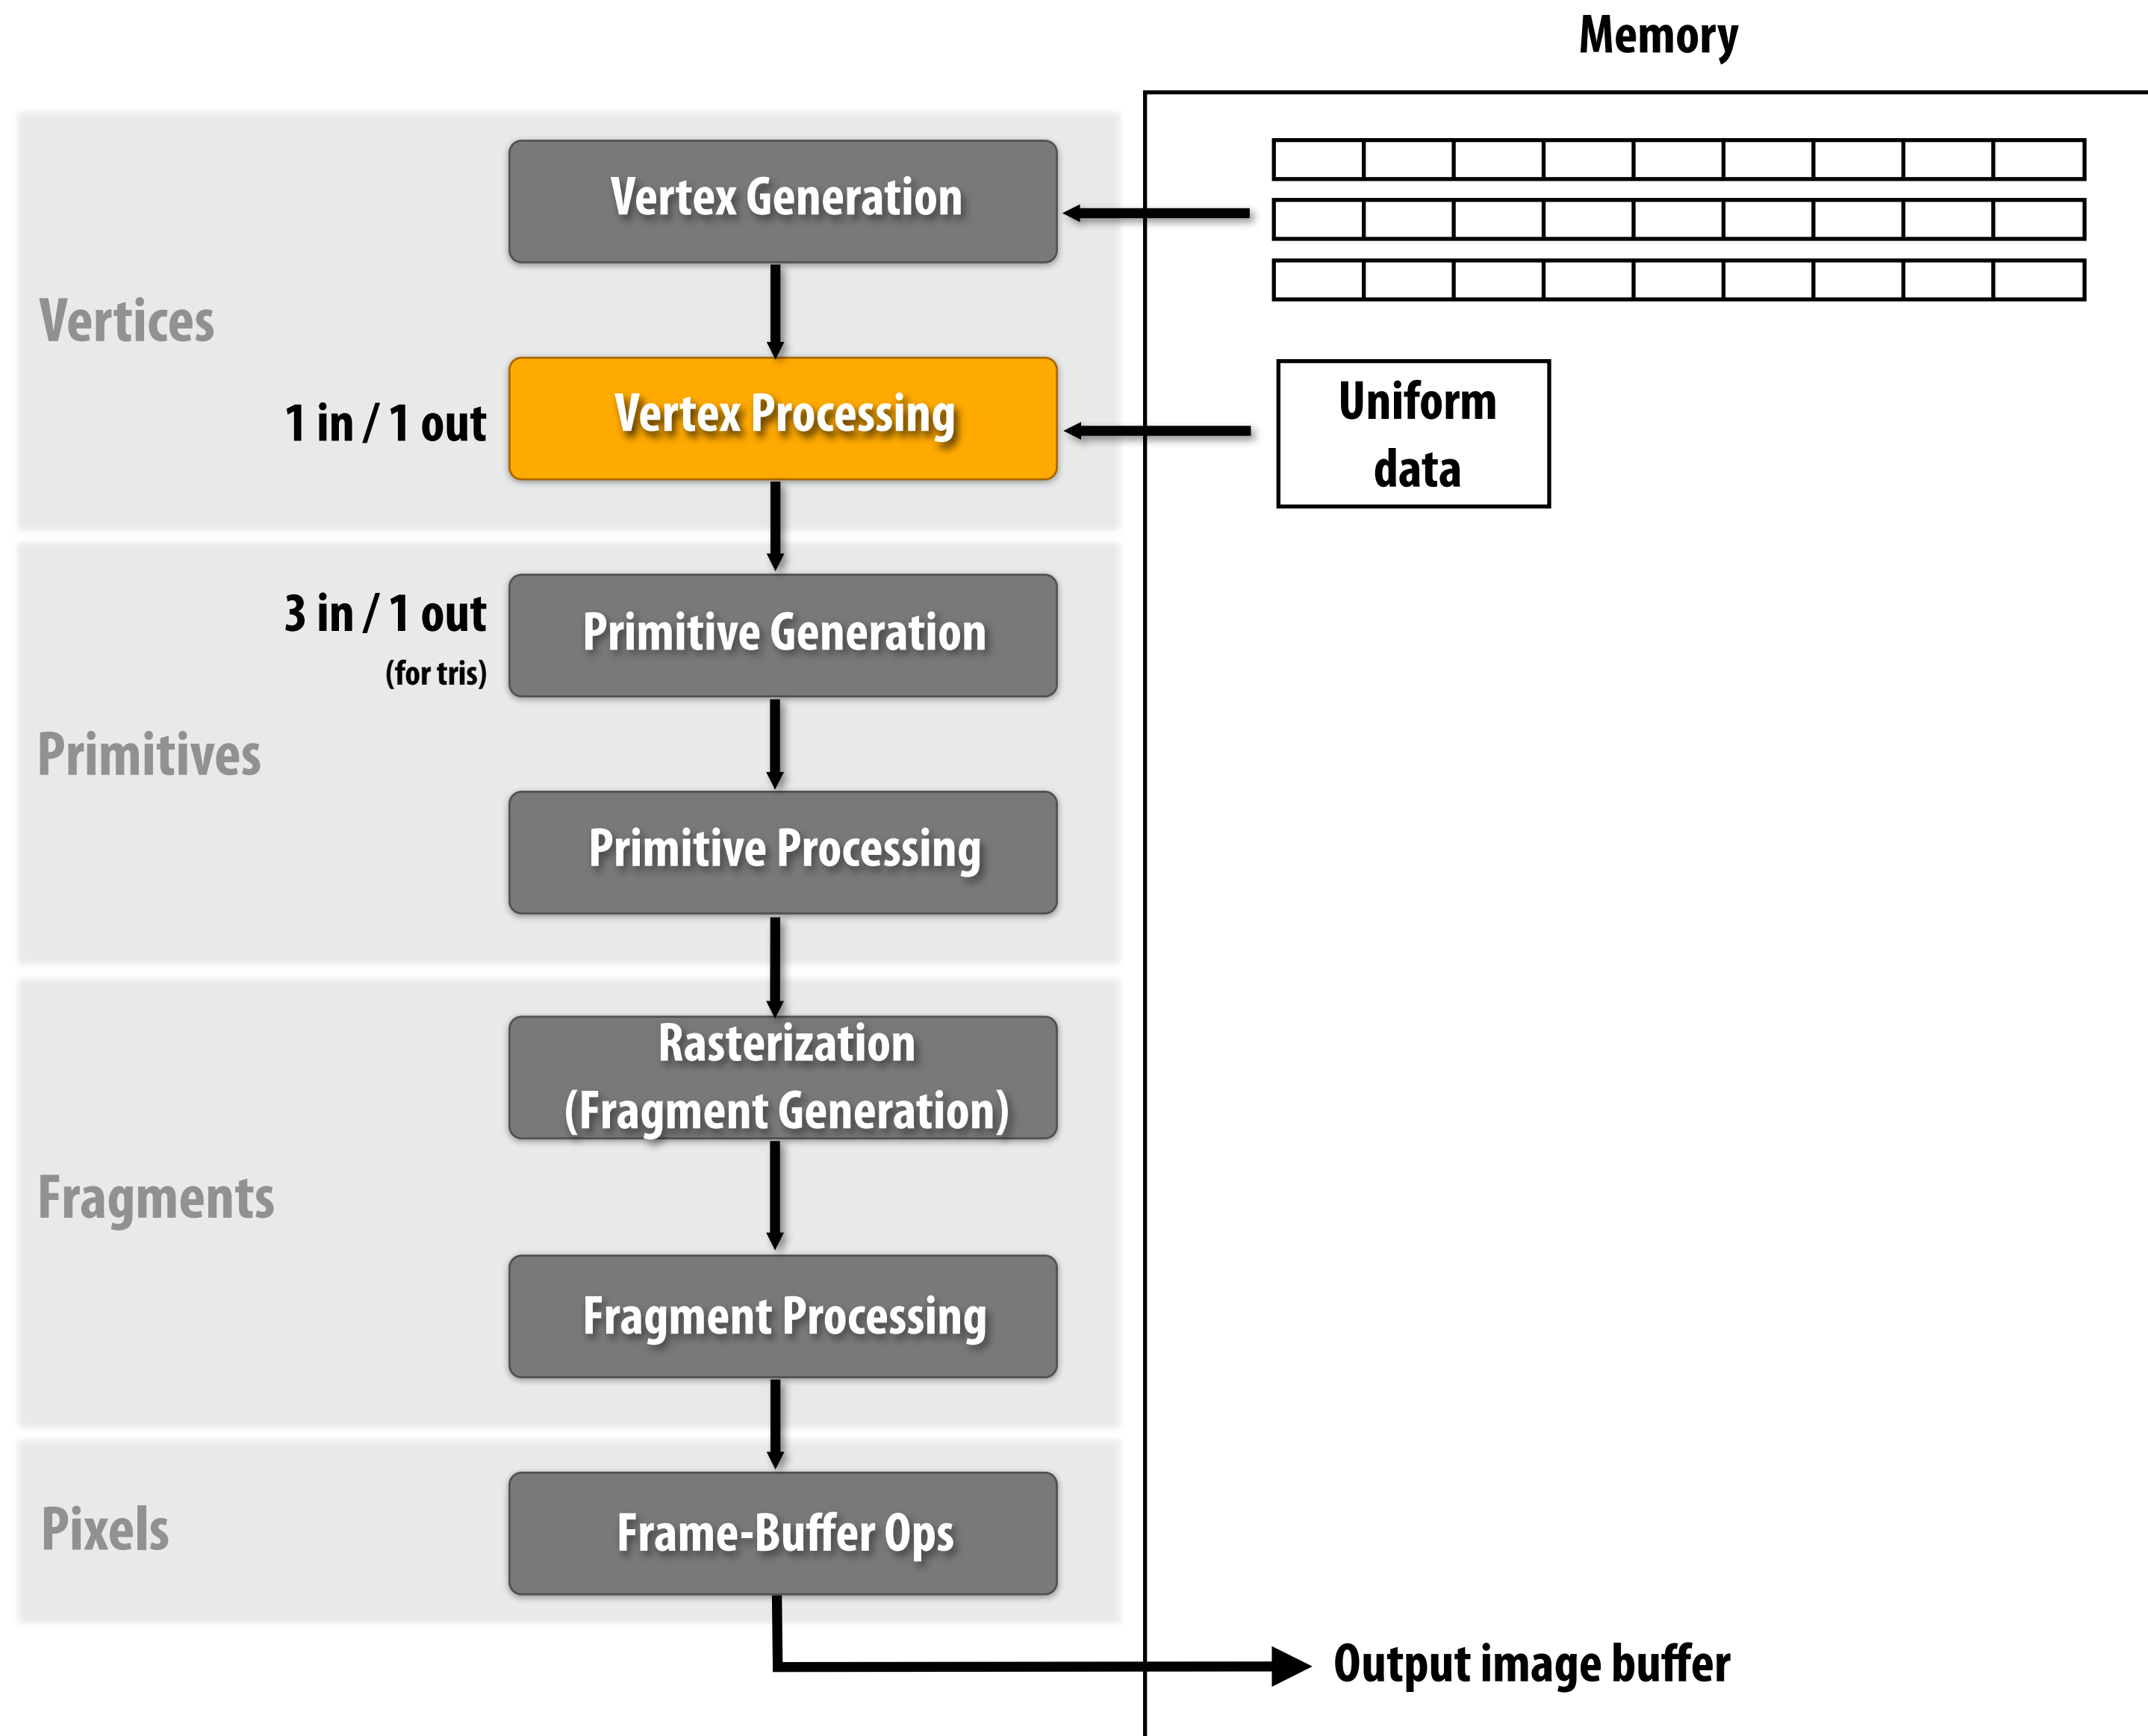 Memory
Vertices
Vertex Generation
1 in / 1 out
Vertex Processing
Uniform
data
Primitives
3 in / 1 out
(for tris)
Primitive Generation
Primitive Processing
Fragments
Rasterization
(Fragment Generation)
Fragment Processing
Pixels
Frame-Buffer Ops
Output image buffer